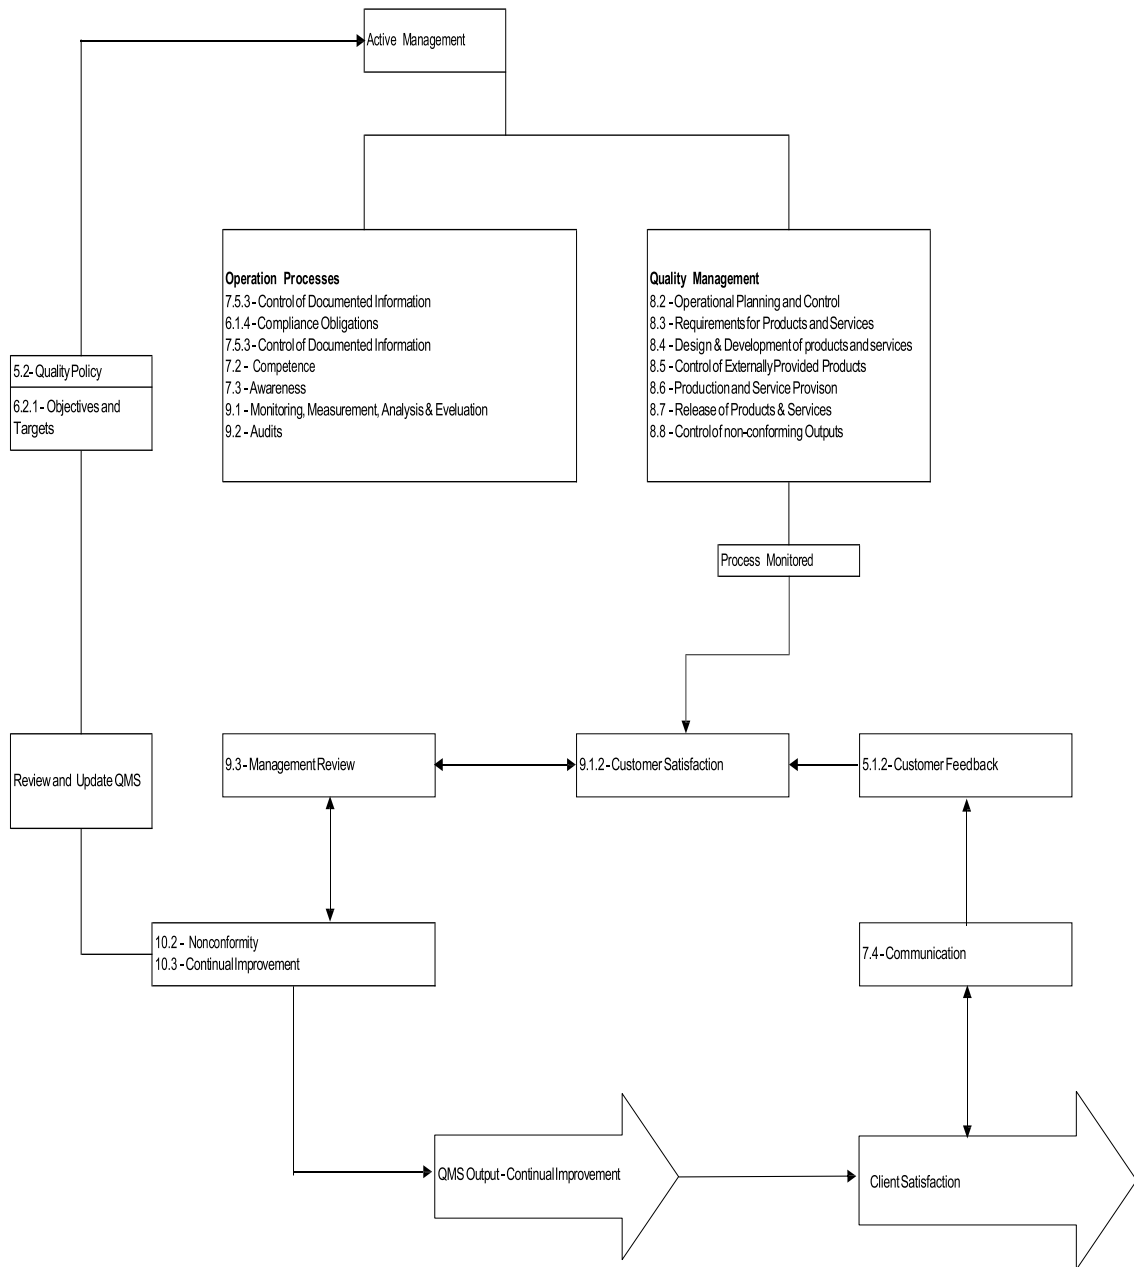 Active Management
Operation Processes
7.5.3 - Control of Documented Information
6.1.4 - Compliance Obligations
7.5.3 - Control of Documented Information
7.2 - Competence
7.3 - Awareness
9.1 - Monitoring, Measurement, Analysis & Evaluation
9.2 - Audits
Quality Management
8.2 - Operational Planning and Control
8.3 - Requirements for Products and Services
8.4 - Design & Development of products and services
8.5 - Control of Externally Provided Products
8.6 - Production and Service Provison
8.7 - Release of Products & Services
8.8 - Control of non-conforming Outputs
5.2 - Quality Policy
6.2.1 - Objectives and
Targets
Process Monitored
Review and Update QMS
9.3 - Management Review
9.1.2 - Customer Satisfaction
5.1.2 - Customer Feedback
10.2 - Nonconformity
10.3 - Continual Improvement
7.4 - Communication
QMS Output - Continual Improvement
Client Satisfaction